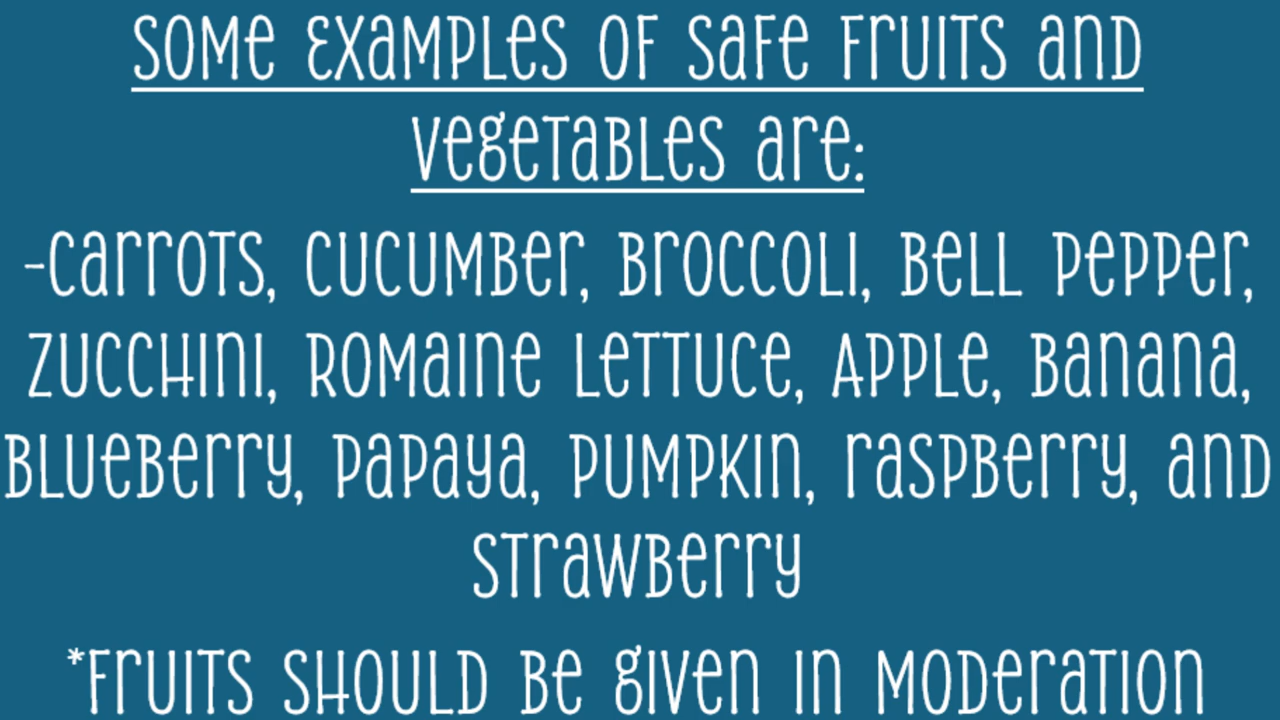 Some Examples of Safe Fruits and
Vegetables are:
-Carrots, Cucumber, Broccoli, Bell Pepper,
Zucchini, Romaine Lettuce, Apple, Banana,
Blueberry, Papaya, Pumpkin, Raspberry, and
Strawberry
*Fruits should be given in moderation